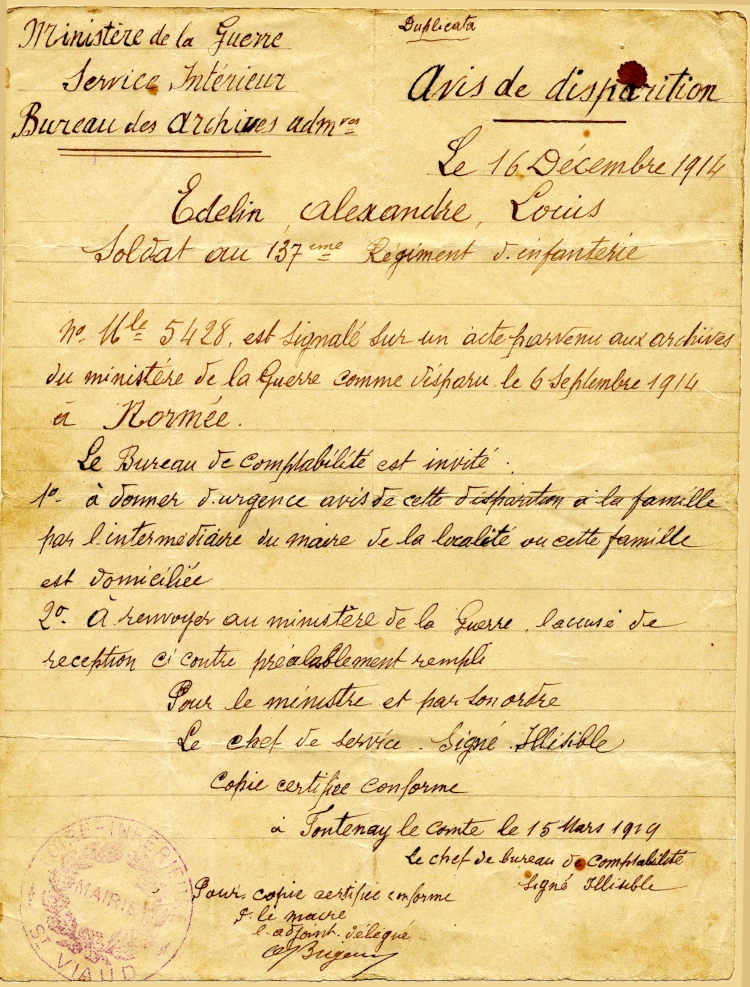 Duplicata
Ministère de la Guerre
Service Intérieur
Bureau des archives admves
Avis de disparition
Le 16 Décembre 1914
Edelin, alexandre, Louis
Soldat au 137ème Régiment d'infanterie
No. Mle 5428, est signalé sur un acte parvenu aux archives
du ministère de la Guerre comme disparu le 6 Septembre 1914
à Normée.
Le Bureau de comptabilité est invité.
1o- à donner d'urgence avis de cette disparition à la famille
par l'intermédiaire du maire de la localité ou cette famille
est domiciliée
2o- à renvoyer au ministère de la Guerre, l'accusé de
reception ci contre préalablement rempli
Pour le ministre et par son ordre
Le chef de service. Signé Illisible
Copie certifiée conforme
à Fontenay le comte le 15 Mars 1919
Le chef de bureau de comptabilité
Signé Illisible
Pour copie certifiée conforme
le maire
l'adjoint délégué
LOIRE-INFÉRIEURE
MAIRIE
ST VIAUD